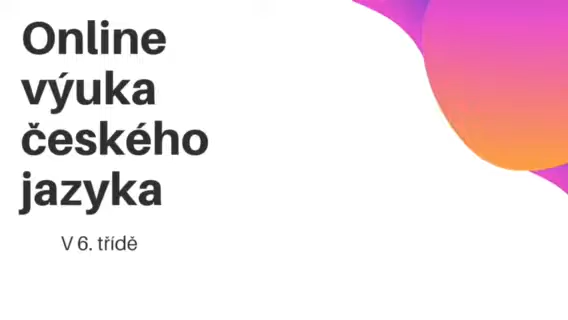 Online
výuka
českého
jazyka
V 6. třídě